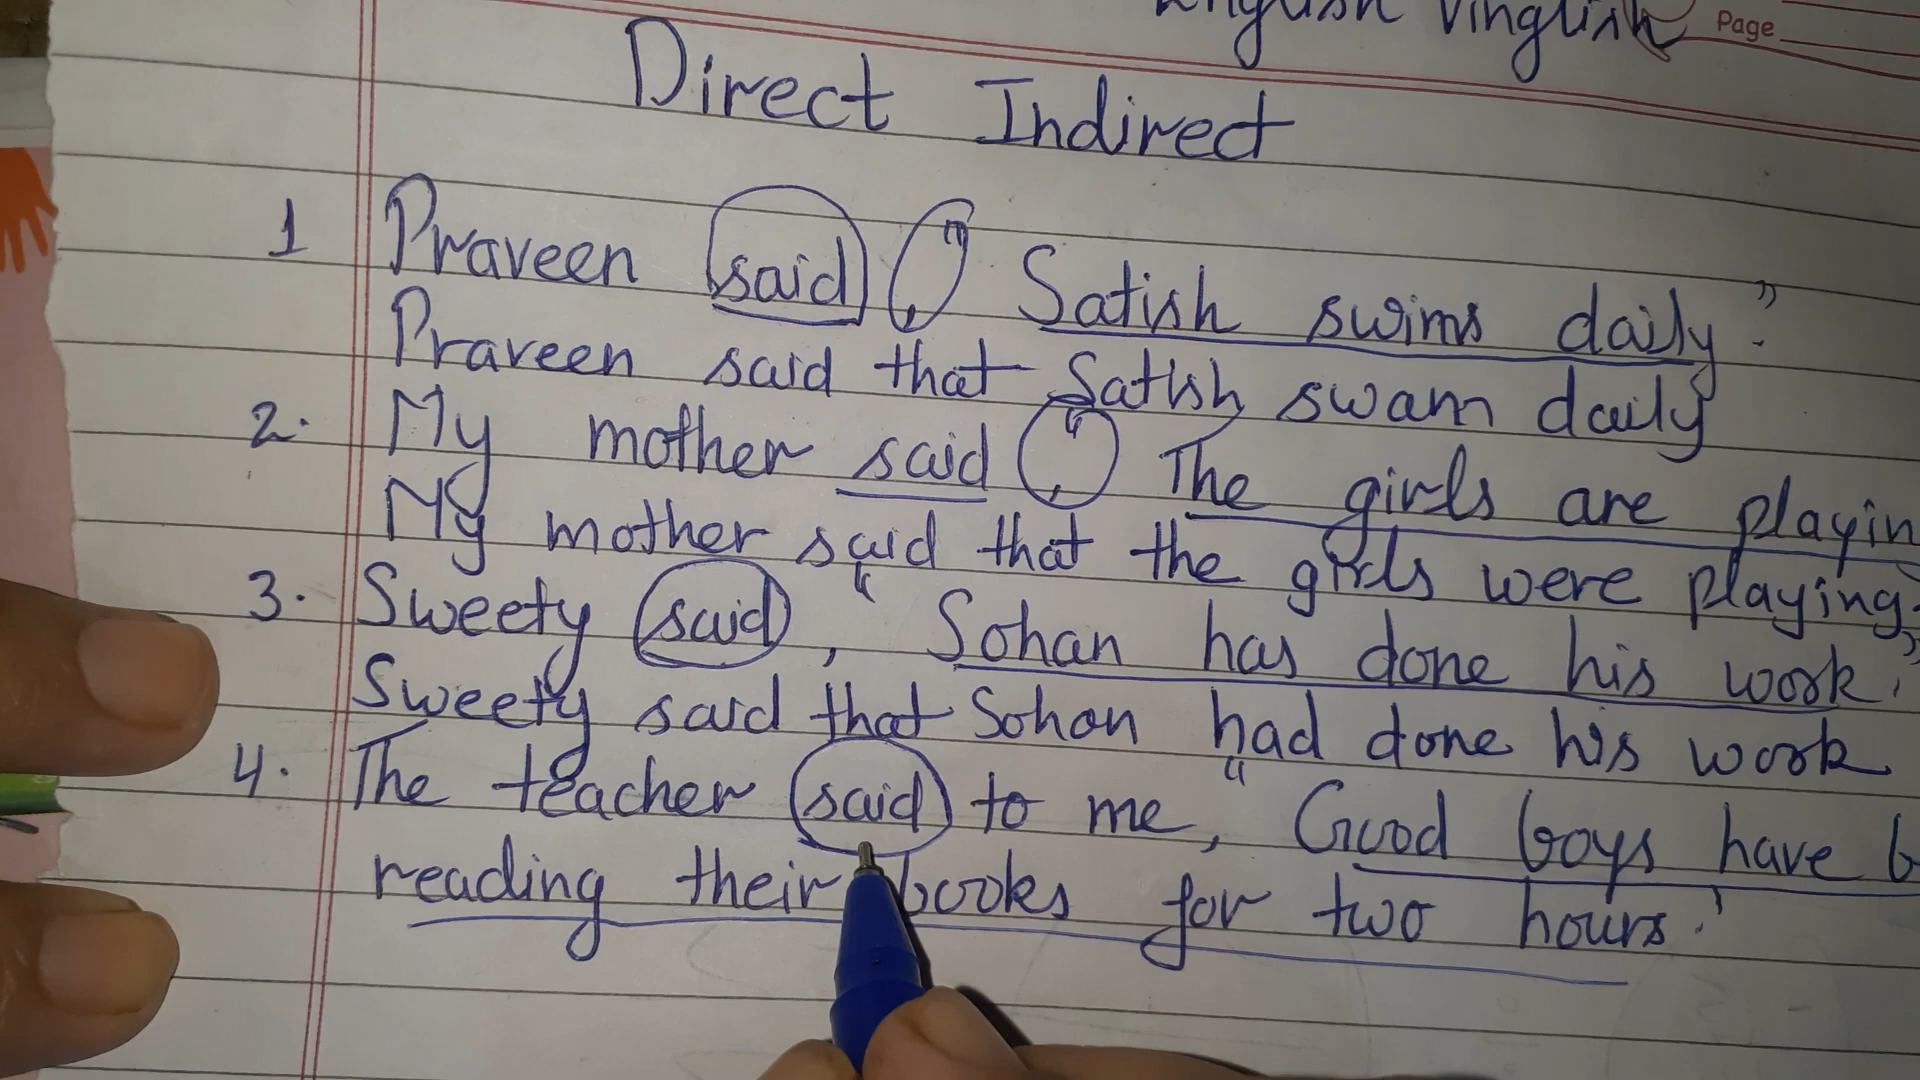 English Vinglish
Page
Direct Indirect
1 Praveen said, " Satish swims daily."
Praveen said that Satish swam daily
2. My mother said, " The girls are playin
My mother said that the girls were playing.
3. Sweety said, " Sohan has done his work."
Sweety said that Sohan had done his work
4. The teacher said to me, " Good boys have b
reading their books for two hours.'